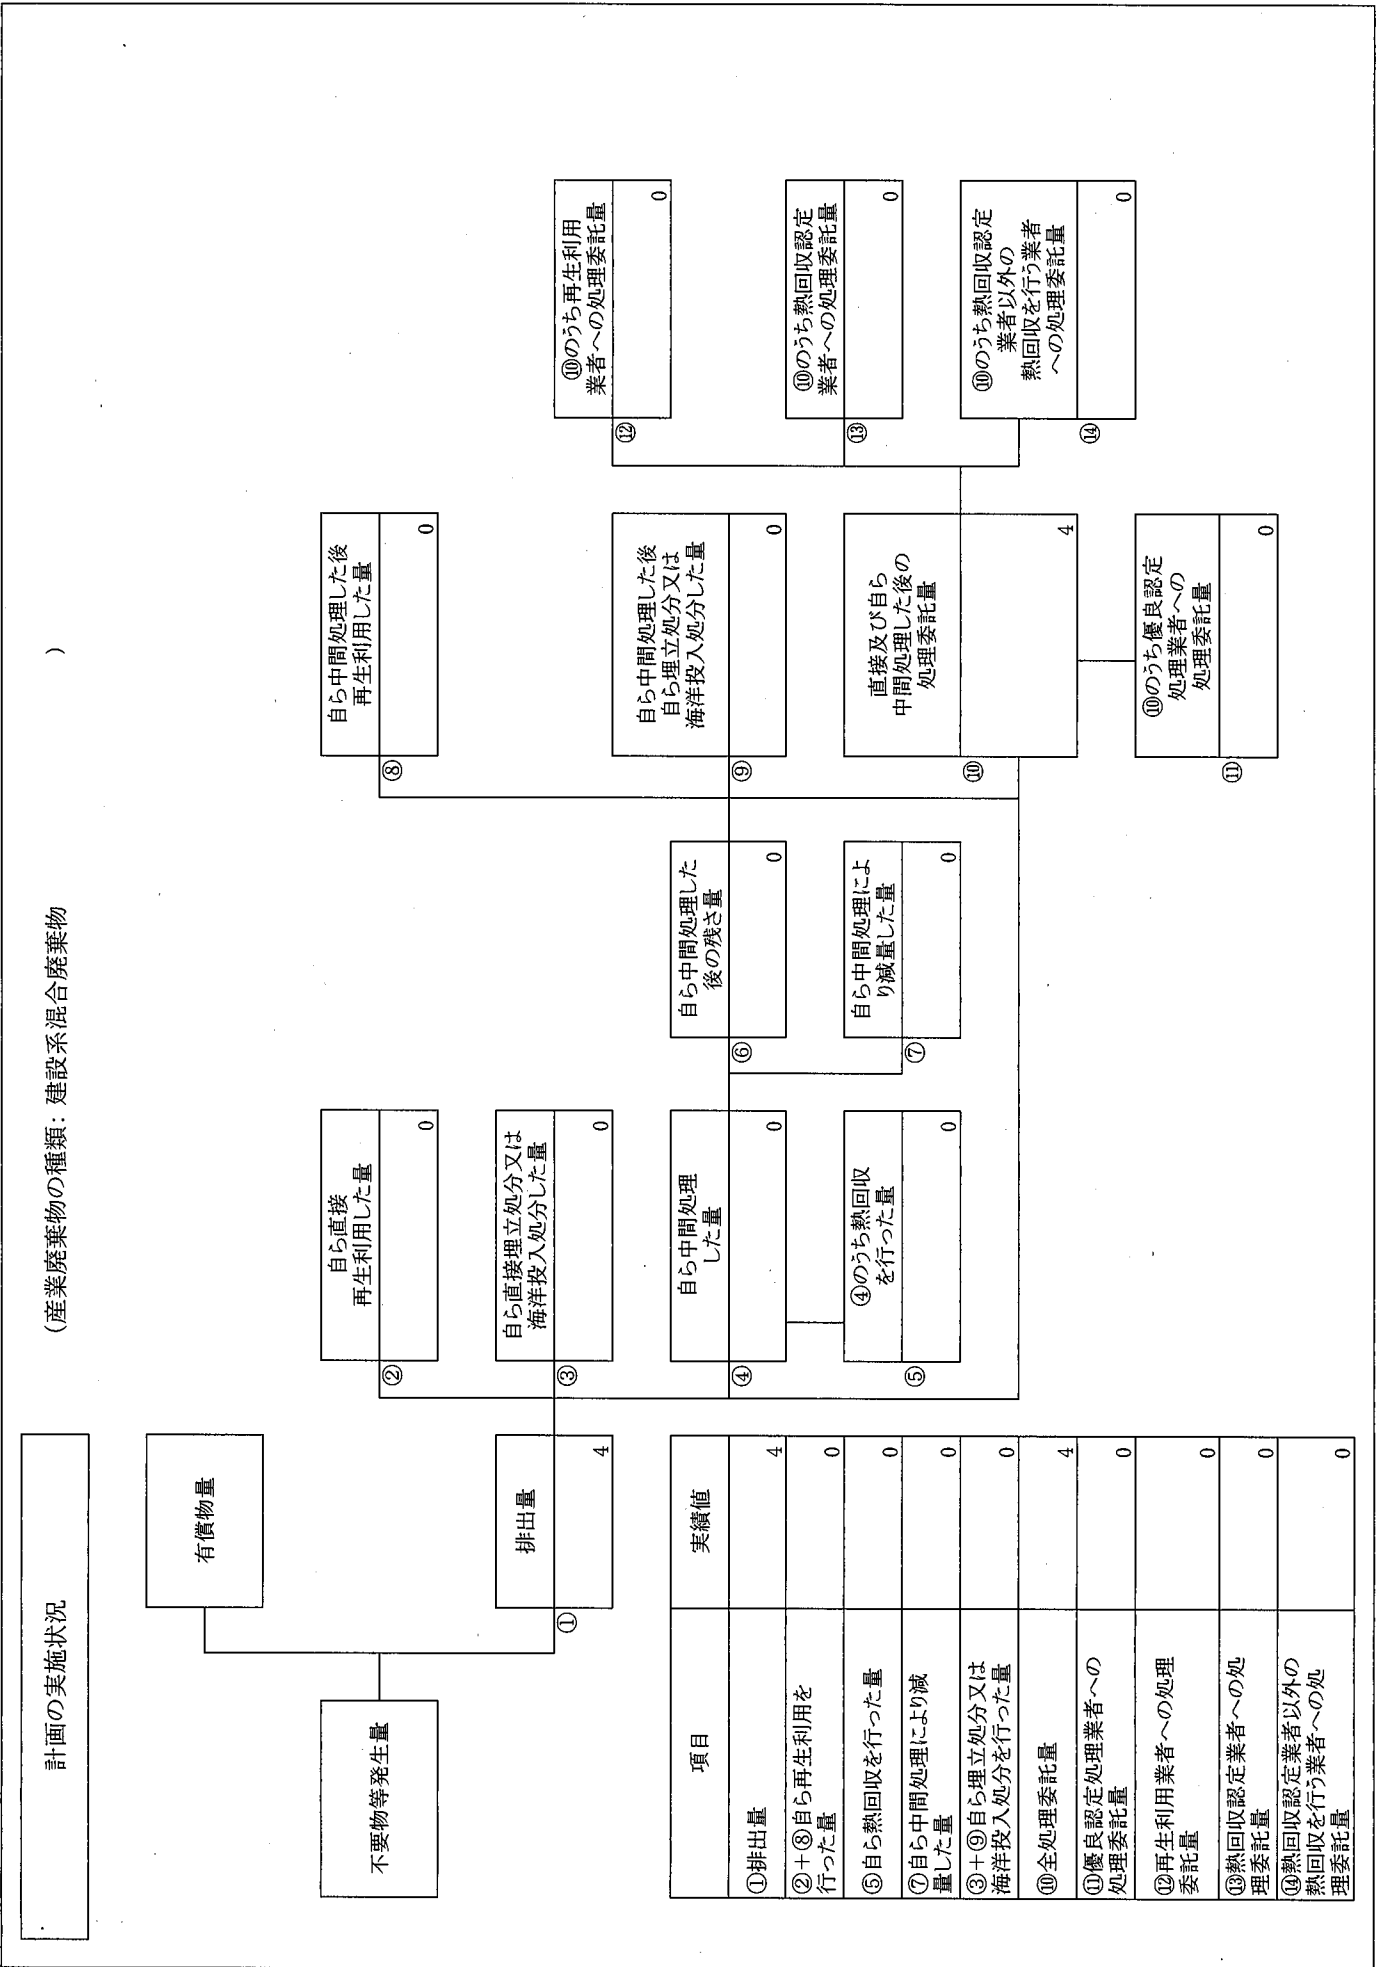 計画の実施状況
(産業廃棄物の種類：建設系混合廃棄物
)
不要物等発生量
有償物量
①
排出量
4
②
自ら直接
再生利用した量
0
③
自ら直接埋立処分又は
海洋投入処分した量
0
④
自ら中間処理
した量
0
⑤
④のうち熱回収
を行った量
0
⑥
自ら中間処理した
後の残さ量
0
⑦
自ら中間処理によ
り減量した量
0
⑧
自ら中間処理した後
再生利用した量
0
⑨
自ら中間処理した後
自ら埋立処分又は
海洋投入処分した量
0
⑩
直接及び自ら
中間処理した後の
処理委託量
4
⑪
⑩のうち優良認定
処理業者への
処理委託量
0
⑫
⑩のうち再生利用
業者への処理委託量
0
⑬
⑩のうち熱回収認定
業者への処理委託量
0
⑭
⑩のうち熱回収認定
業者以外の
熱回収を行う業者
への処理委託量
0
項目
実績値
①排出量
4
②＋⑧自ら再生利用を
行った量
0
⑤自ら熱回収を行った量
0
⑦自ら中間処理により減
量した量
0
③＋⑨自ら埋立処分又は
海洋投入処分を行った量
0
⑩全処理委託量
4
⑪優良認定処理業者への
処理委託量
0
⑫再生利用業者への処理
委託量
0
⑬熱回収認定業者への処
理委託量
0
⑭熱回収認定業者以外の
熱回収を行う業者への処
理委託量
0